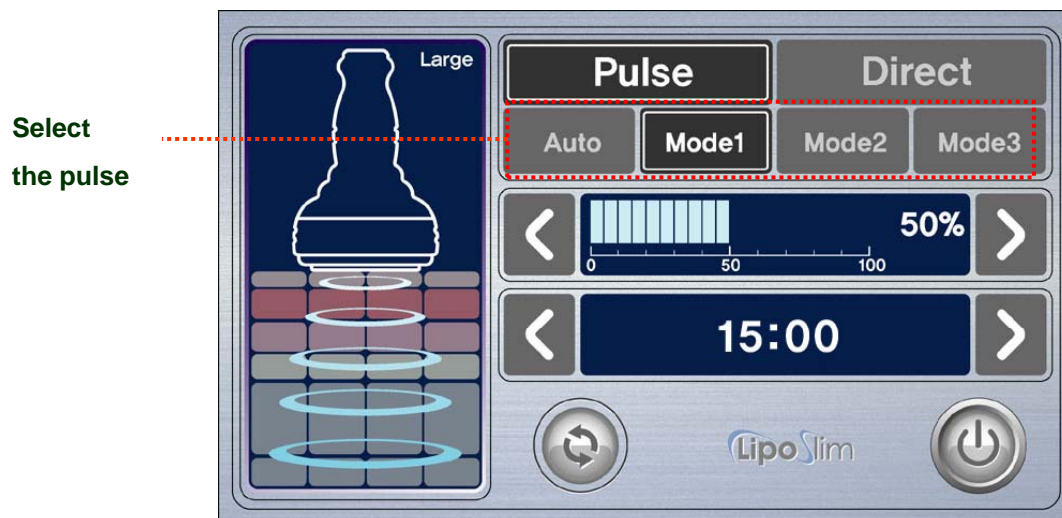 Large
Pulse Direct
Select
the pulse
Auto Mode1 Mode2 Mode3
50%
0 50 100
15:00
LipoSlim